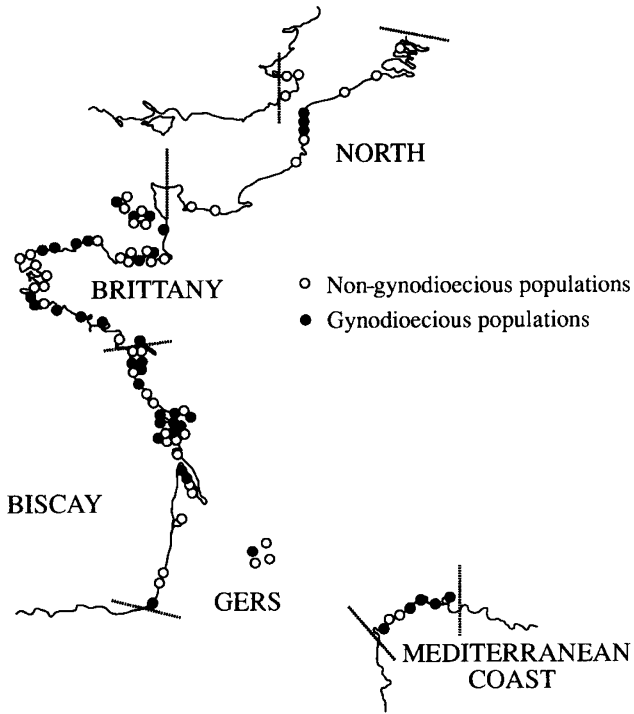 NORTH
BRITTANY
Non-gynodioecious populations
Gynodioecious populations
BISCAY
GERS
MEDITERRANEAN
COAST